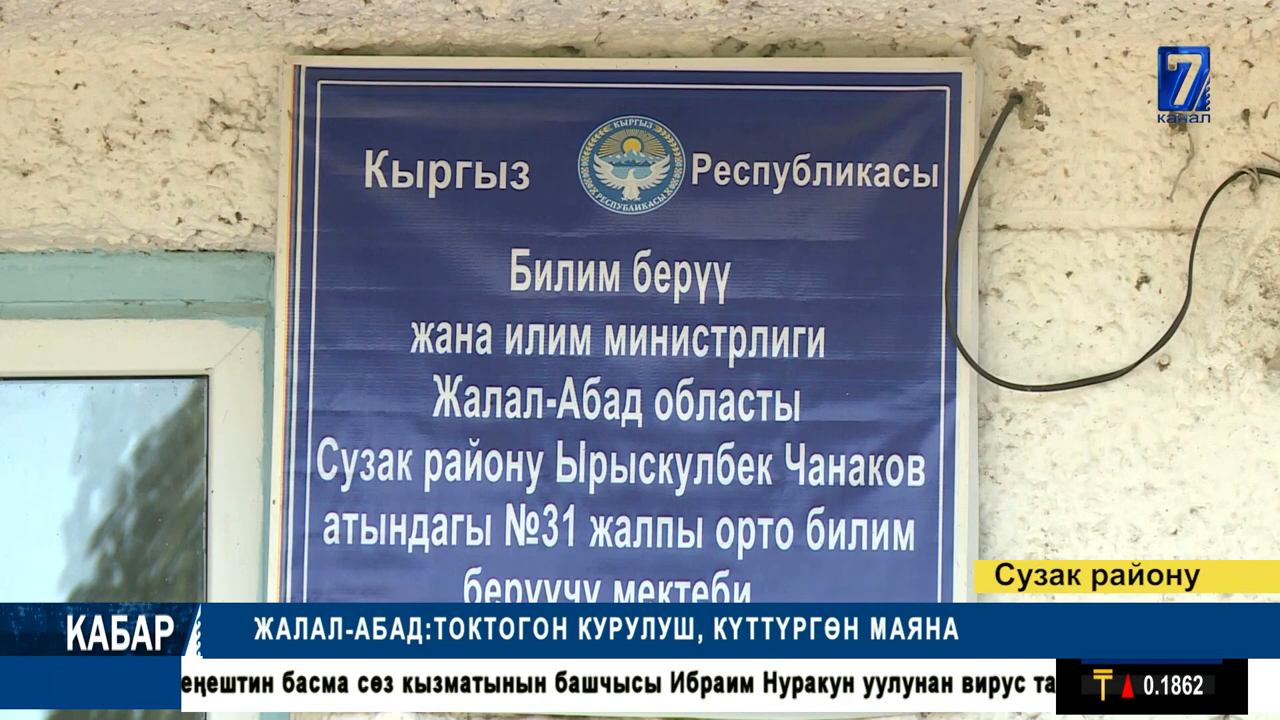 7
канал
КЫРГЫЗ
РЕСПУБЛИКАСЫ
Кыргыз Республикасы
Билим берүү
жана илим министрлиги
Жалал-Абад областы
Сузак району Ырыскулбек Чанаков
атындагы №31 жалпы орто билим
берүүчү мектеби
Сузак району
КАБАР
ЖАЛАЛ-АБАД:ТОКТОГОН КУРУЛУШ, КҮТТҮРГӨН МАЯНА
еңештин басма сөз кызматынын башчысы Ибраим Нуракун уулунан вирус та
₸ ▲ 0.1862